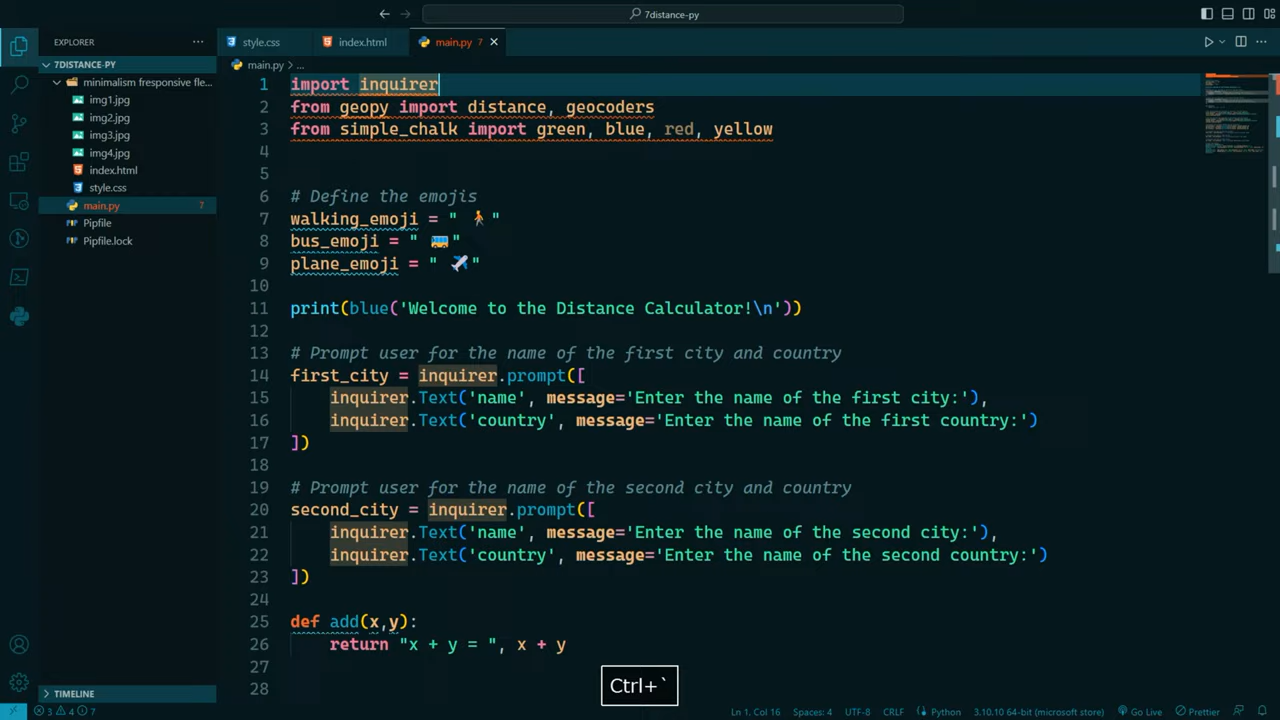 7distance-py
EXPLORER
style.css
index.html
main.py 7
main.py > ...
7DISTANCE-PY
minimalism fresponsive fle...
img1.jpg
img2.jpg
img3.jpg
img4.jpg
index.html
style.css
main.py 7
Pipfile
Pipfile.lock
TIMELINE
1 import inquirer
2 from geopy import distance, geocoders
3 from simple_chalk import green, blue, red, yellow
4
5
6 # Define the emojis
7 walking_emoji = " 🚶"
8 bus_emoji = " 🚌"
9 plane_emoji = " ✈️"
10
11 print(blue('Welcome to the Distance Calculator!\n'))
12
13 # Prompt user for the name of the first city and country
14 first_city = inquirer.prompt([
15 inquirer.Text('name', message='Enter the name of the first city:'),
16 inquirer.Text('country', message='Enter the name of the first country:')
17 ])
18
19 # Prompt user for the name of the second city and country
20 second_city = inquirer.prompt([
21 inquirer.Text('name', message='Enter the name of the second city:'),
22 inquirer.Text('country', message='Enter the name of the second country:')
23 ])
24
25 def add(x,y):
26 return "x + y = ", x + y
27
28
Ctrl+`
3 4 7
Ln 1, Col 16
Spaces: 4
UTF-8
CRLF
Python
3.10.10 64-bit (microsoft store)
Go Live
Prettier